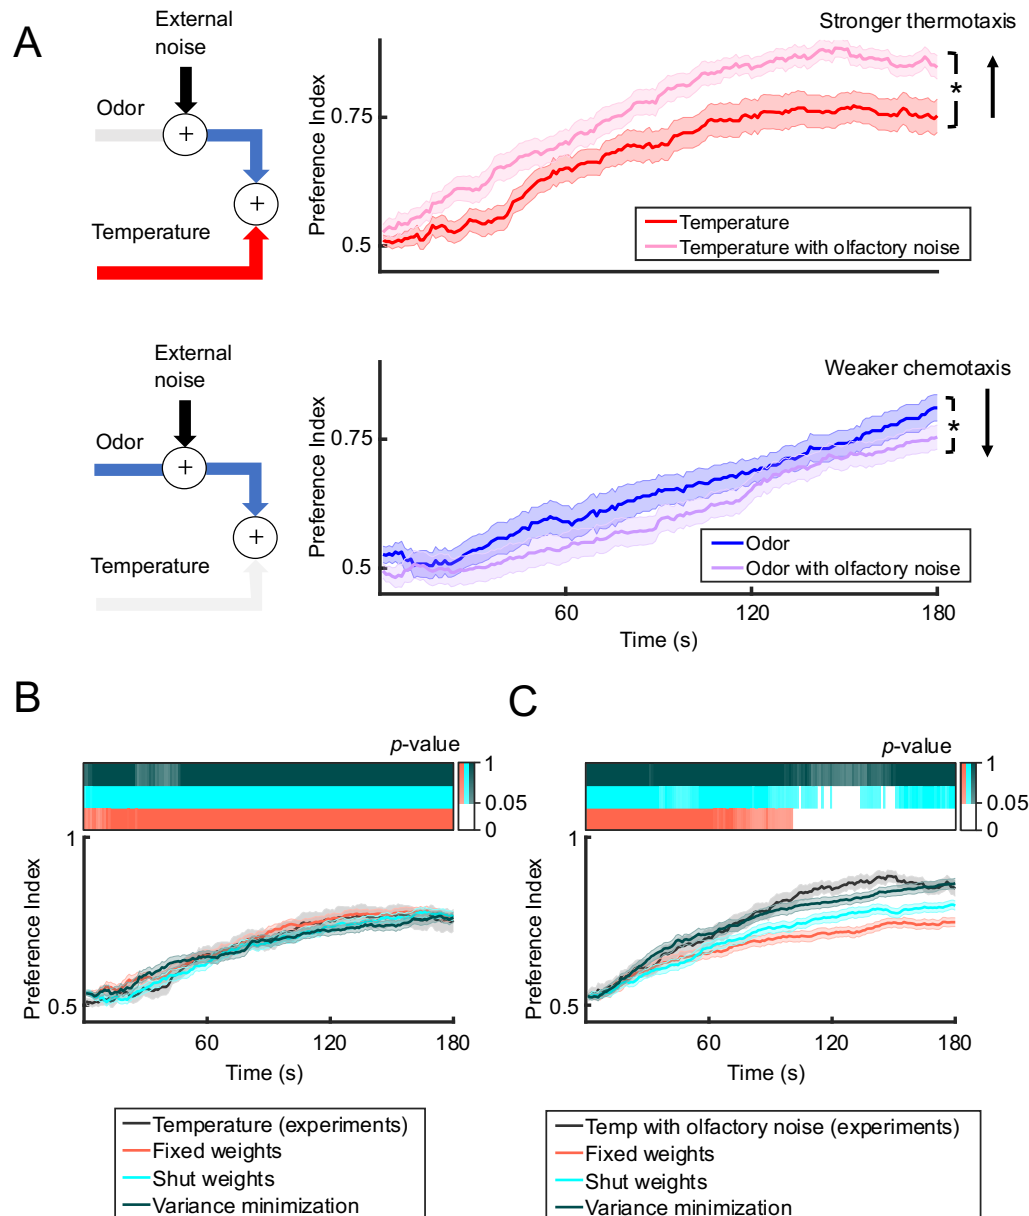 A
External
noise
Odor
+
+
Temperature
Stronger thermotaxis
Preference Index
0.75
0.5
*
Temperature
Temperature with olfactory noise
External
noise
Odor
+
+
Temperature
Weaker chemotaxis
Preference Index
0.75
0.5
*
Odor
Odor with olfactory noise
60
120
180
Time (s)
B
p-value
1
0.05
0
Preference Index
1
0.5
60
120
180
Time (s)
Temperature (experiments)
Fixed weights
Shut weights
Variance minimization
C
p-value
1
0.05
0
Preference Index
1
0.5
60
120
180
Time (s)
Temp with olfactory noise (experiments)
Fixed weights
Shut weights
Variance minimization